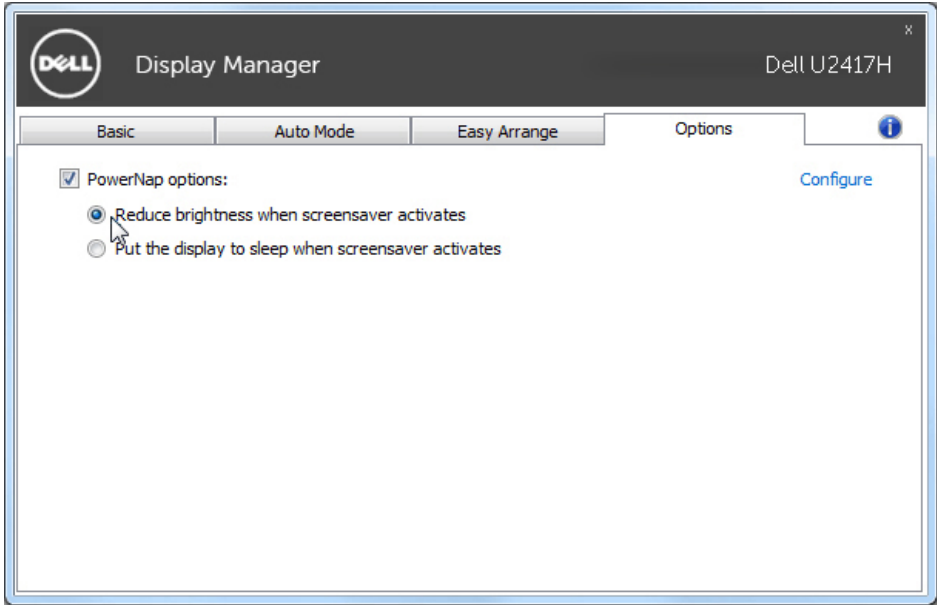 DELL
Display Manager
x
Dell U2417H
Basic
Auto Mode
Easy Arrange
Options
i
PowerNap options:
Configure
Reduce brightness when screensaver activates
Put the display to sleep when screensaver activates